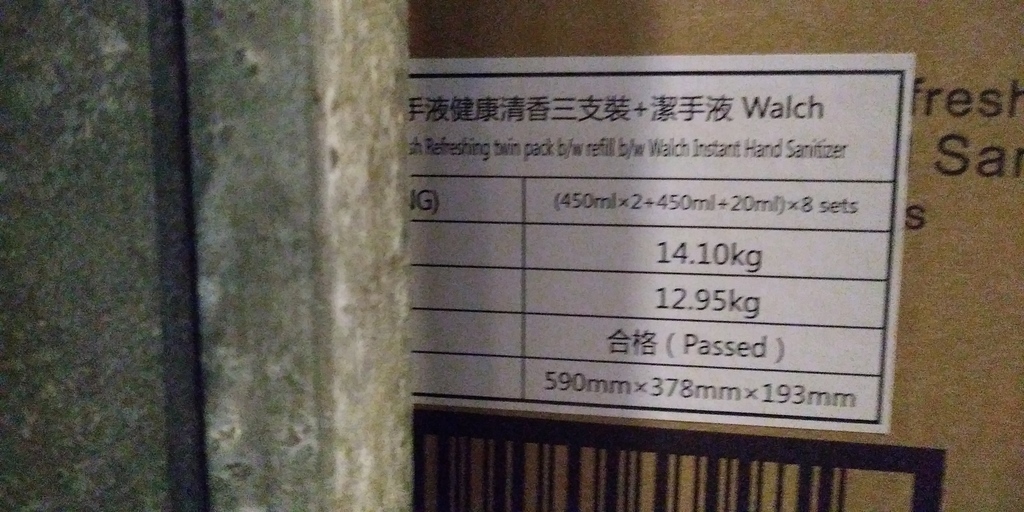 手液健康清香三支裝+潔手液 Walch
sh Refreshing twin pack b/w refill b/w Walch Instant Hand Sanitizer
NG) (450ml×2+450ml+20ml)×8 sets
14.10kg
12.95kg
合格 ( Passed )
590mm×378mm×193mm
fresh
San
s